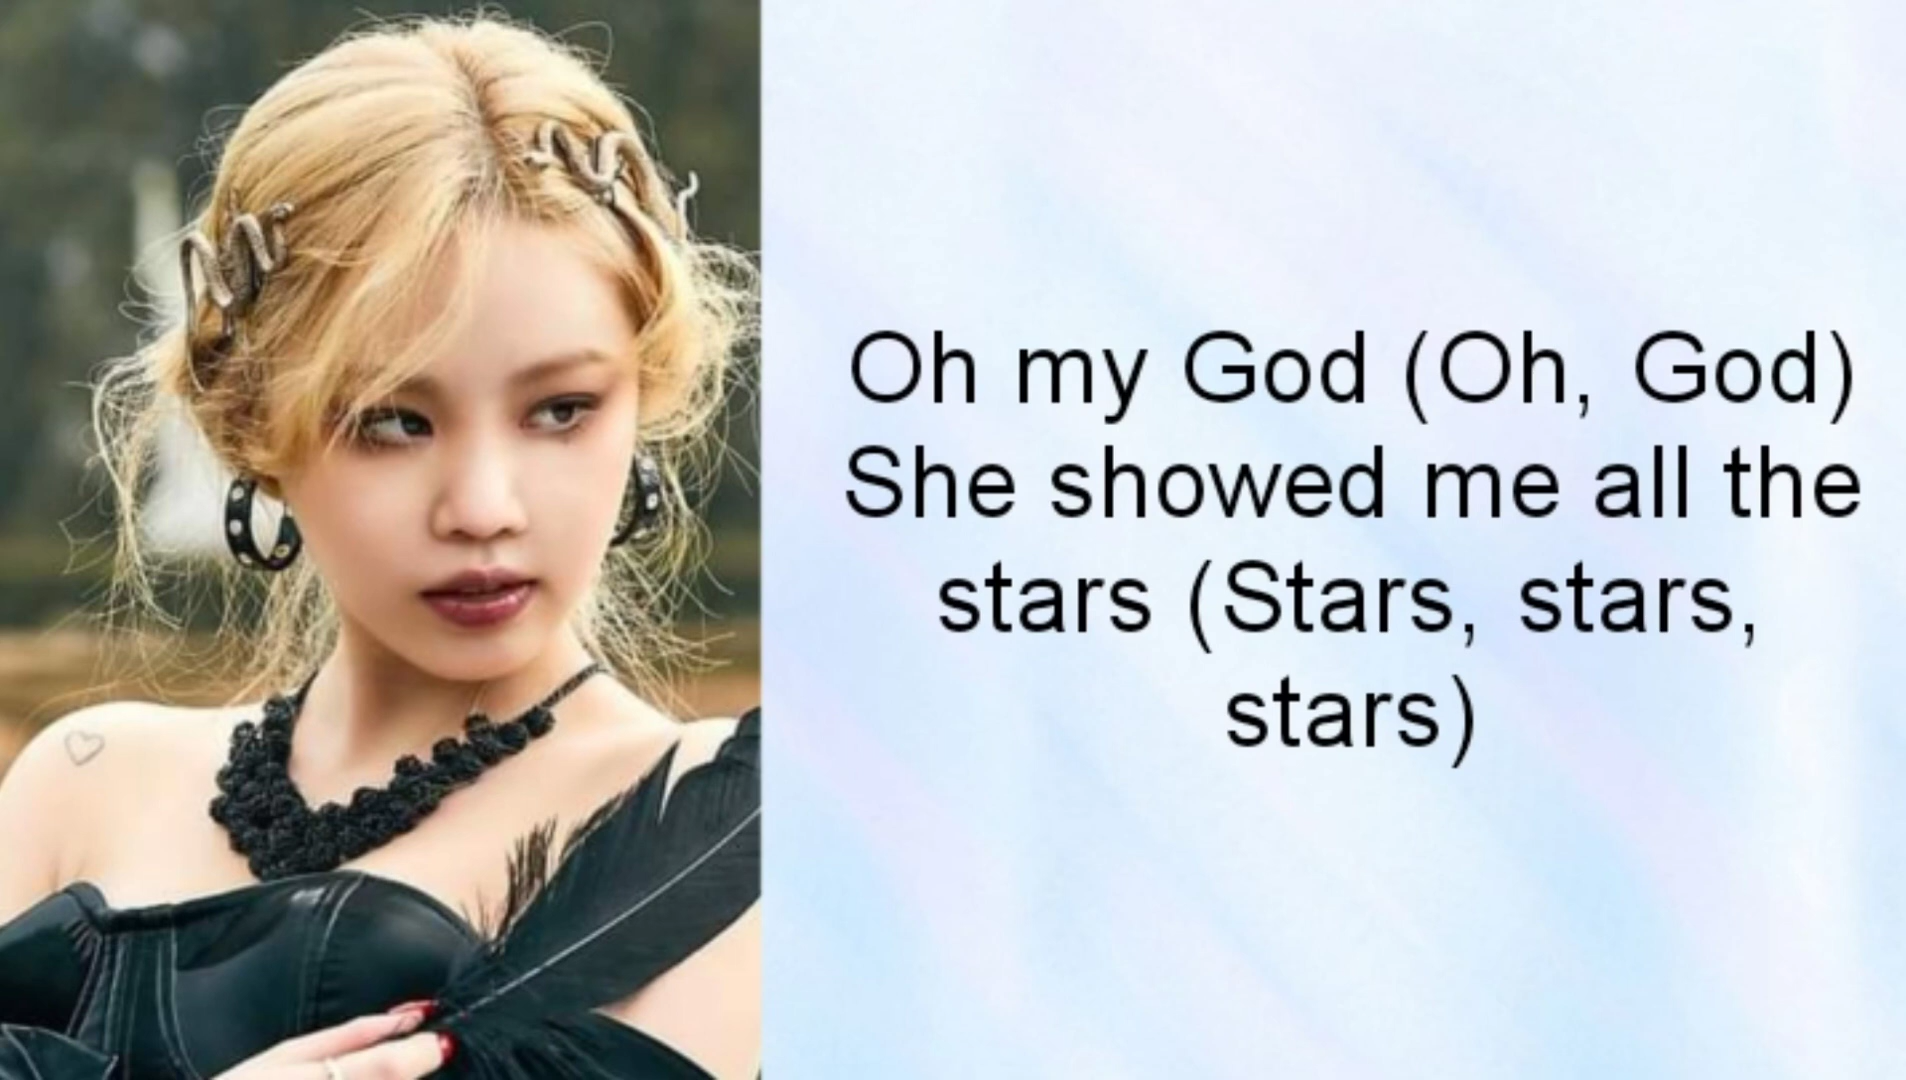 Oh my God (Oh, God)
She showed me all the
stars (Stars, stars,
stars)